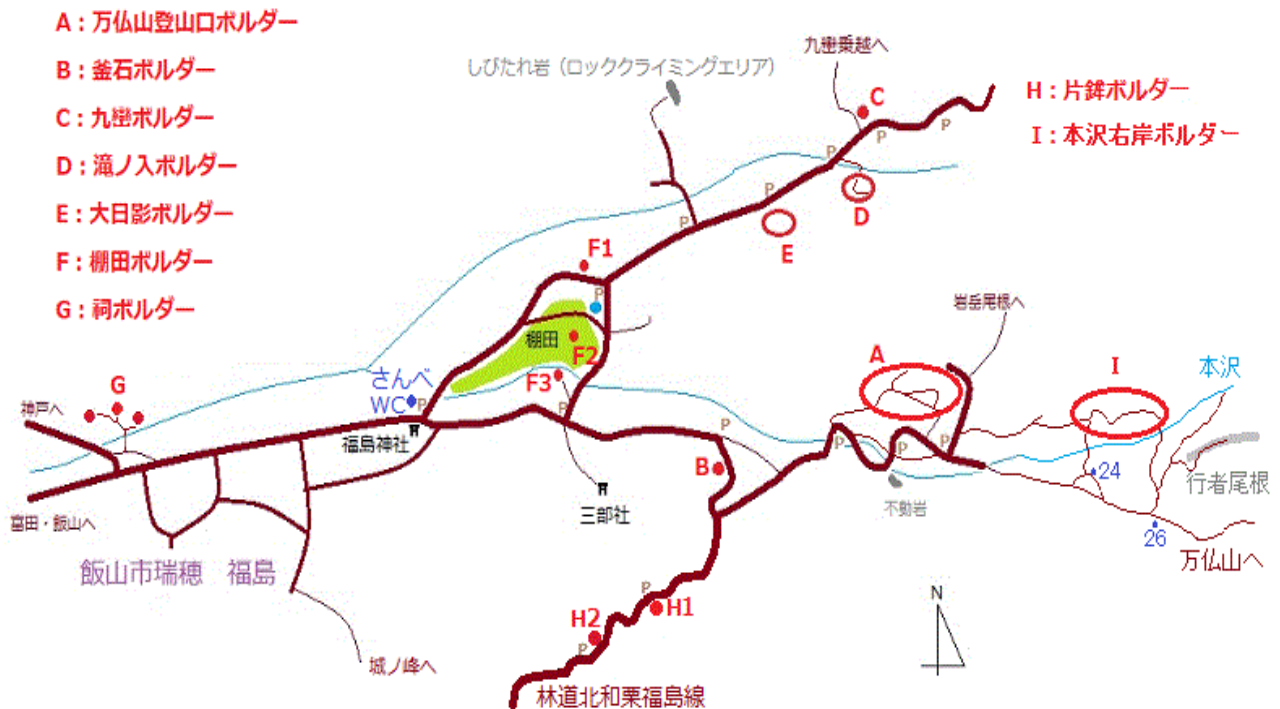 A：万仏山登山口ボルダー
B：釜石ボルダー
C：九巒ボルダー
D：滝ノ入ボルダー
E：大日影ボルダー
F：棚田ボルダー
G：祠ボルダー
H：片鉾ボルダー
I：本沢右岸ボルダー
九巒乗越へ
しびたれ岩（ロッククライミングエリア）
C
P
P
P
D
P
E
P
F1
P
棚田
F2
F3
P
さんべ
WC
P
福島神社
G
神戸へ
富田・飯山へ
飯山市瑞穂　福島
城ノ峰へ
三部社
B
P
岩岳尾根へ
A
P
P
P
不動岩
I
本沢
24
26
行者尾根
万仏山へ
P
H1
H2
P
林道北和栗福島線
N